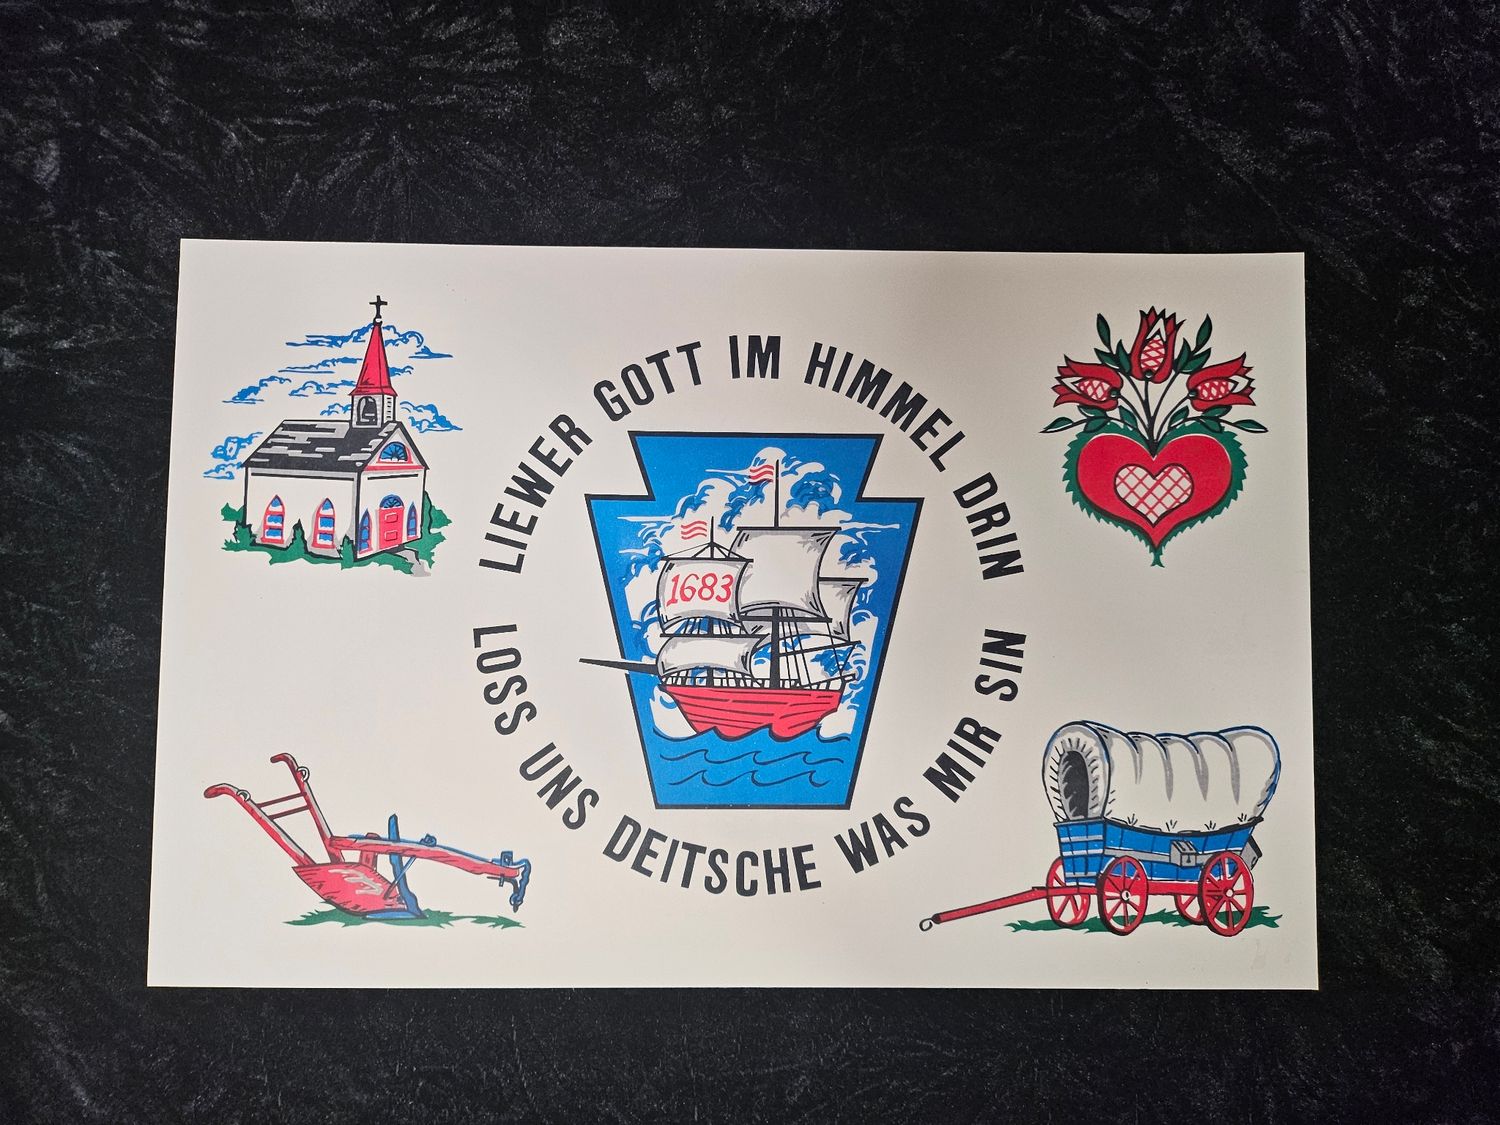 LIEWER GOTT IM HIMMEL DRIN
1683
LOSS UNS DEITSCHE WAS MIR SIN